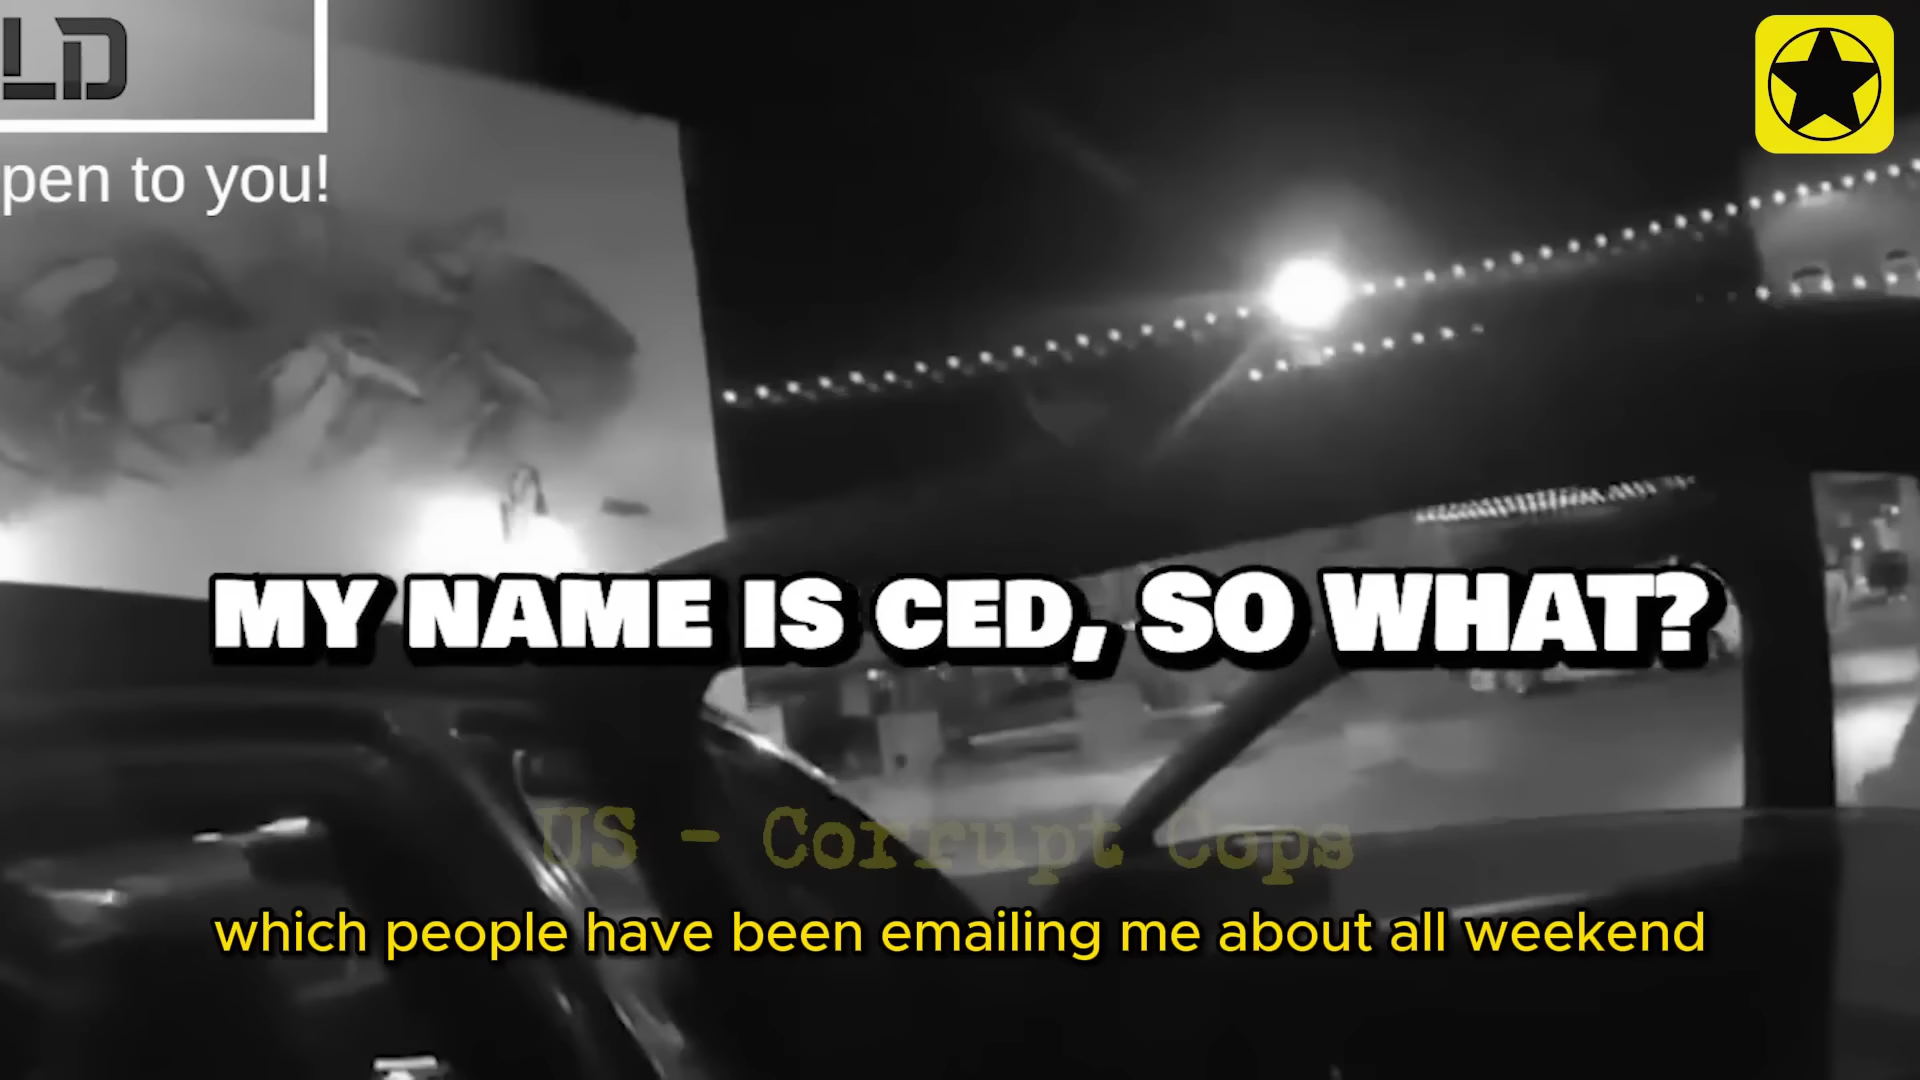 LD
pen to you!
MY NAME IS CED, SO WHAT?
US - Corrupt Cops
which people have been emailing me about all weekend